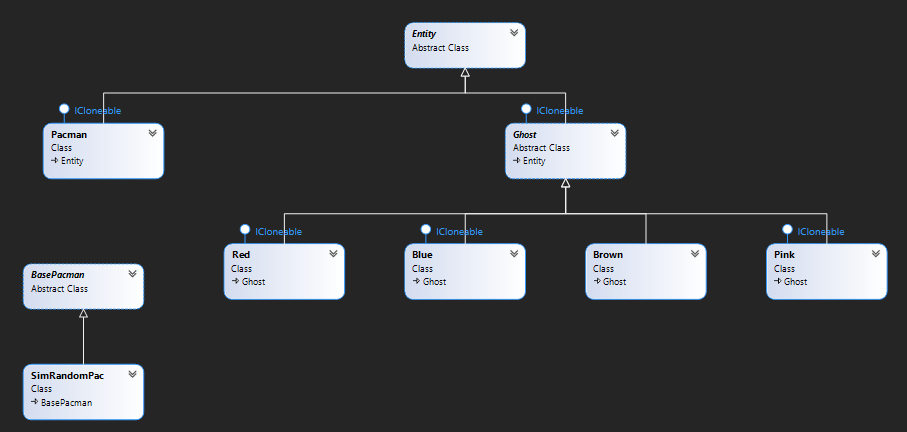 Entity
Abstract Class
ICloneable
Pacman
Class
Entity
ICloneable
Ghost
Abstract Class
Entity
ICloneable
Red
Class
Ghost
ICloneable
Blue
Class
Ghost
Brown
Class
Ghost
ICloneable
Pink
Class
Ghost
BasePacman
Abstract Class
SimRandomPac
Class
BasePacman